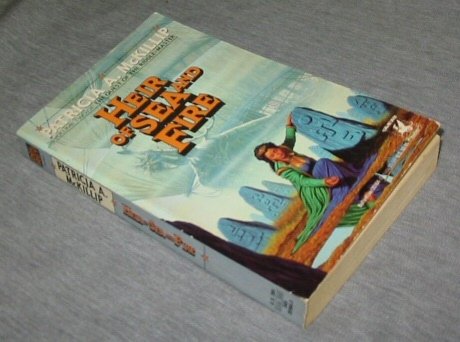 PATRICIA A. McKILLIP
HEIR
OF SEA AND
FIRE
PATRICIA A.
McKILLIP
HEIR OF SEA AND FIRE